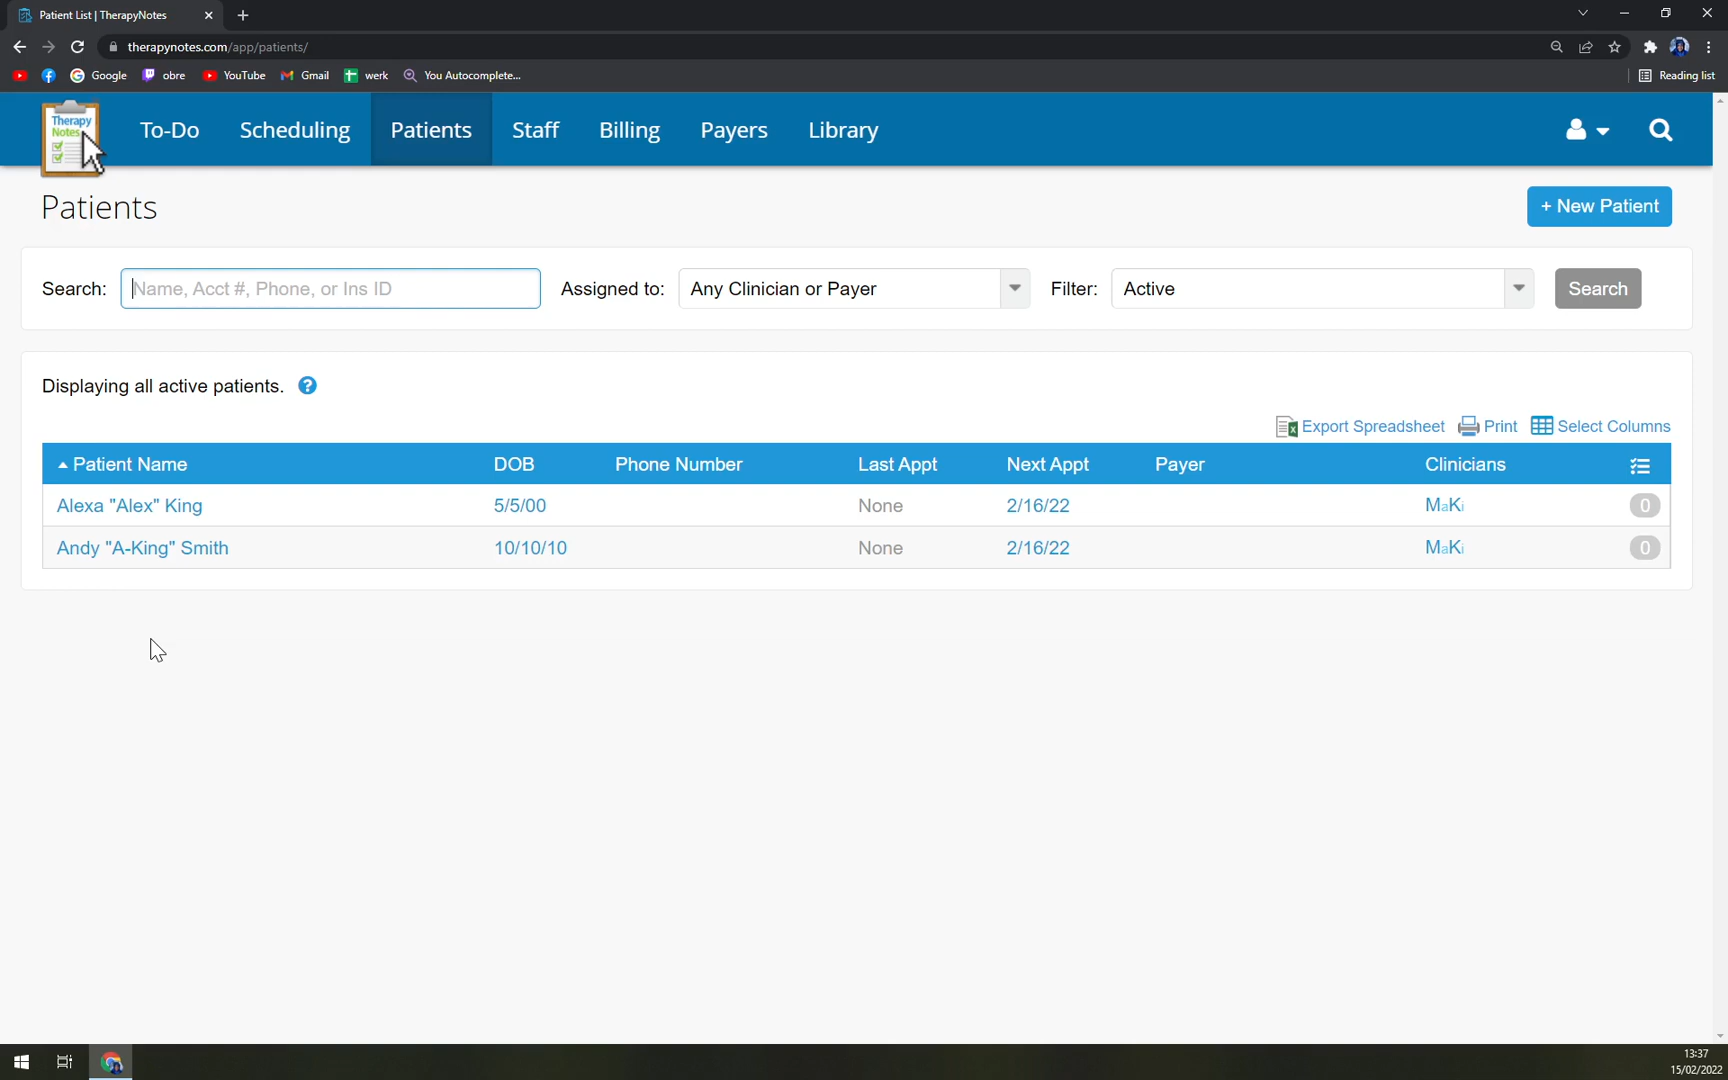 Patient List | TherapyNotes
therapynotes.com/app/patients/
Google obre YouTube Gmail werk You Autocomplete... Reading list
Therapy Notes To-Do Scheduling Patients Staff Billing Payers Library
Patients + New Patient
Search: Name, Acct #, Phone, or Ins ID Assigned to: Any Clinician or Payer Filter: Active Search
Displaying all active patients. ?
Export Spreadsheet Print Select Columns
Patient Name DOB Phone Number Last Appt Next Appt Payer Clinicians
Alexa "Alex" King 5/5/00 None 2/16/22 MaKi 0
Andy "A-King" Smith 10/10/10 None 2/16/22 MaKi 0
13:37
15/02/2022